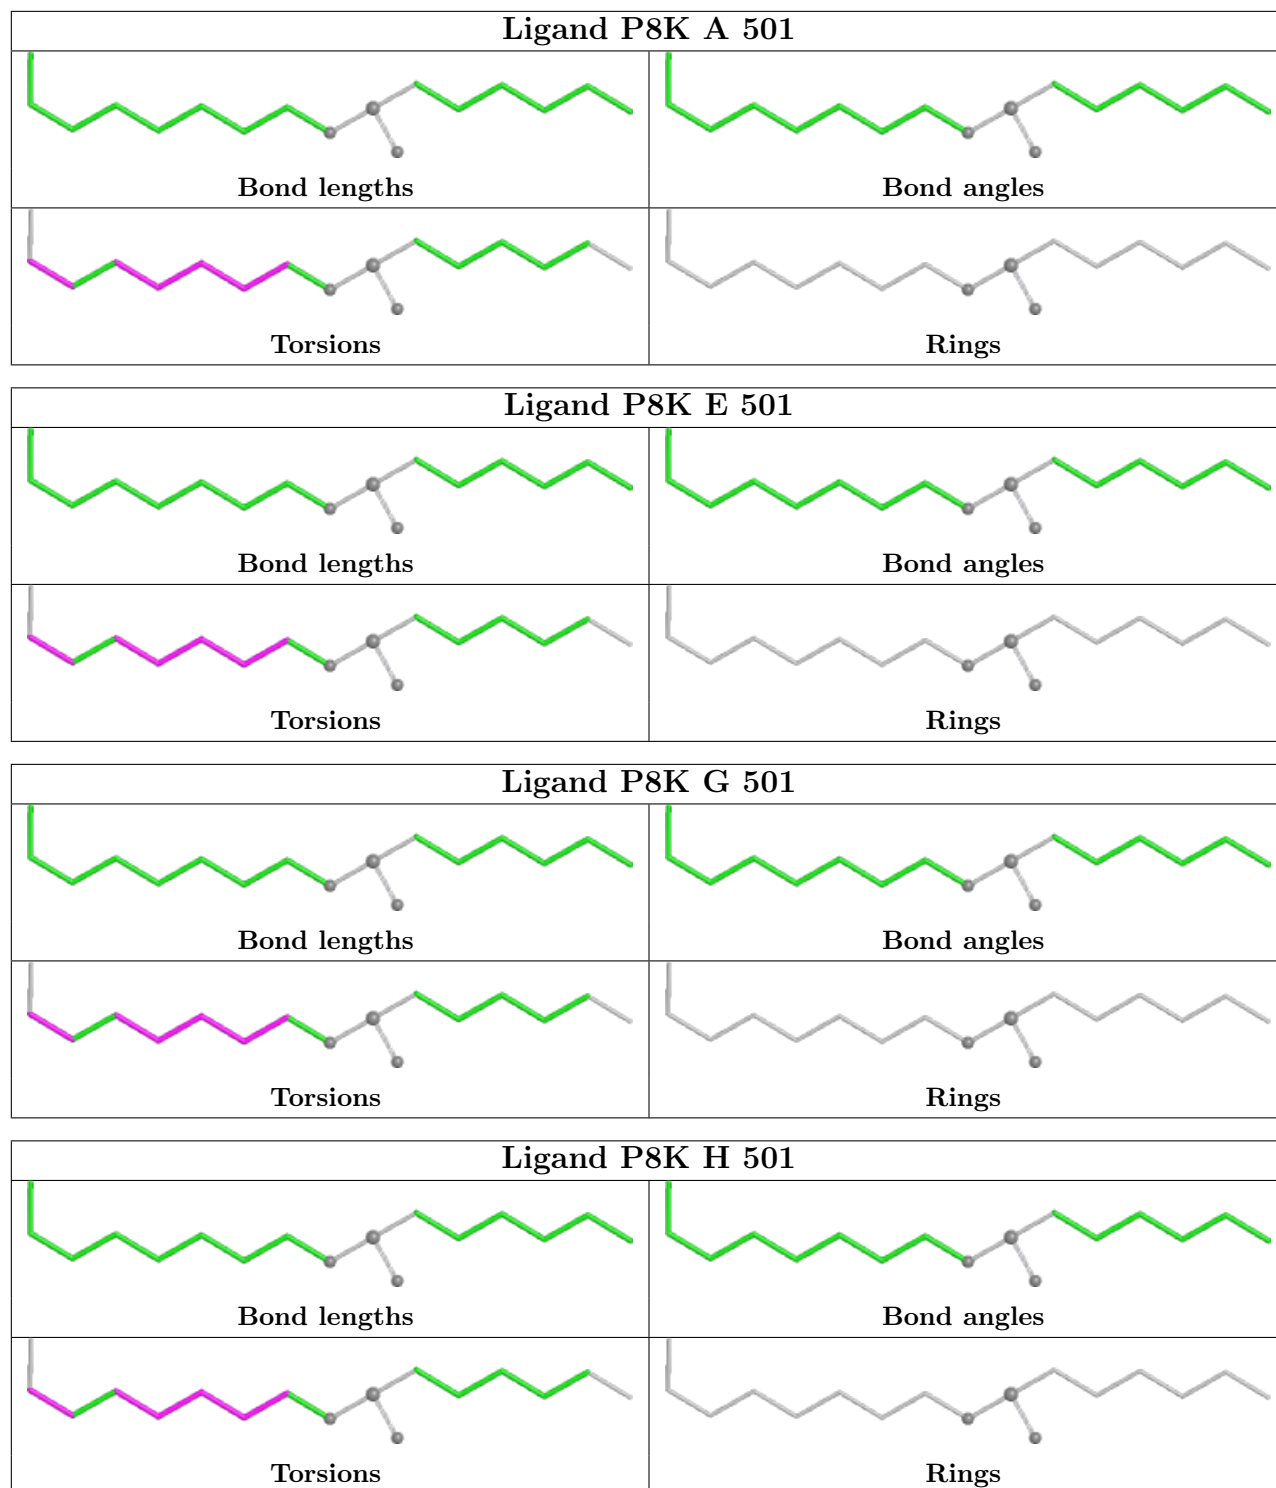 Ligand P8K A 501
Bond lengths
Bond angles
Torsions
Rings
Ligand P8K E 501
Bond lengths
Bond angles
Torsions
Rings
Ligand P8K G 501
Bond lengths
Bond angles
Torsions
Rings
Ligand P8K H 501
Bond lengths
Bond angles
Torsions
Rings